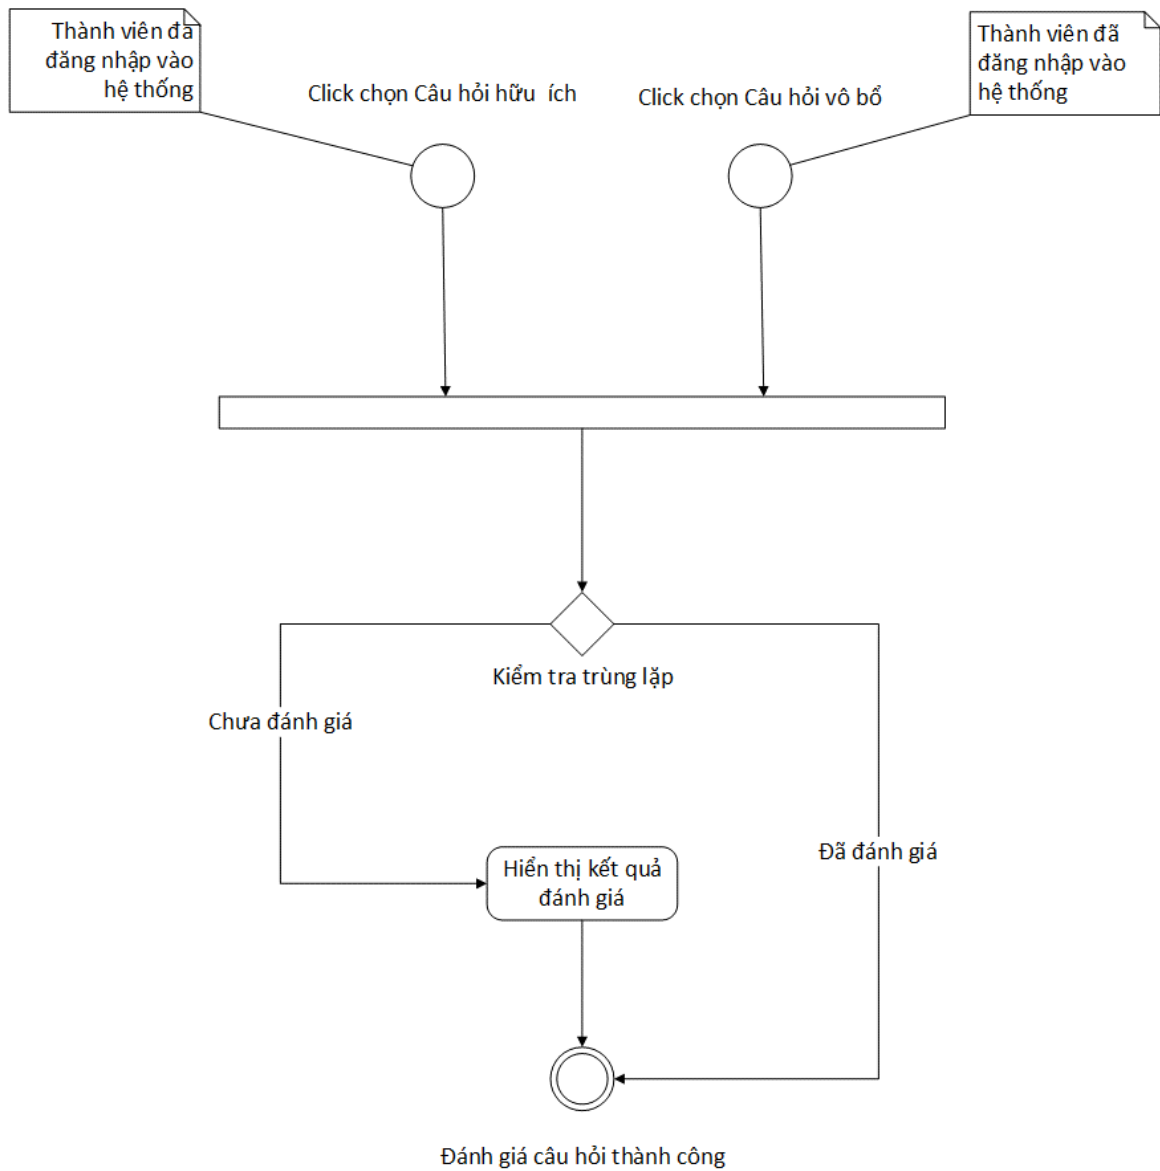 Thành viên đã
đăng nhập vào
hệ thống
Thành viên đã
đăng nhập vào
hệ thống
Click chọn Câu hỏi hữu ích
Click chọn Câu hỏi vô bổ
Kiểm tra trùng lặp
Chưa đánh giá
Đã đánh giá
Hiển thị kết quả
đánh giá
Đánh giá câu hỏi thành công